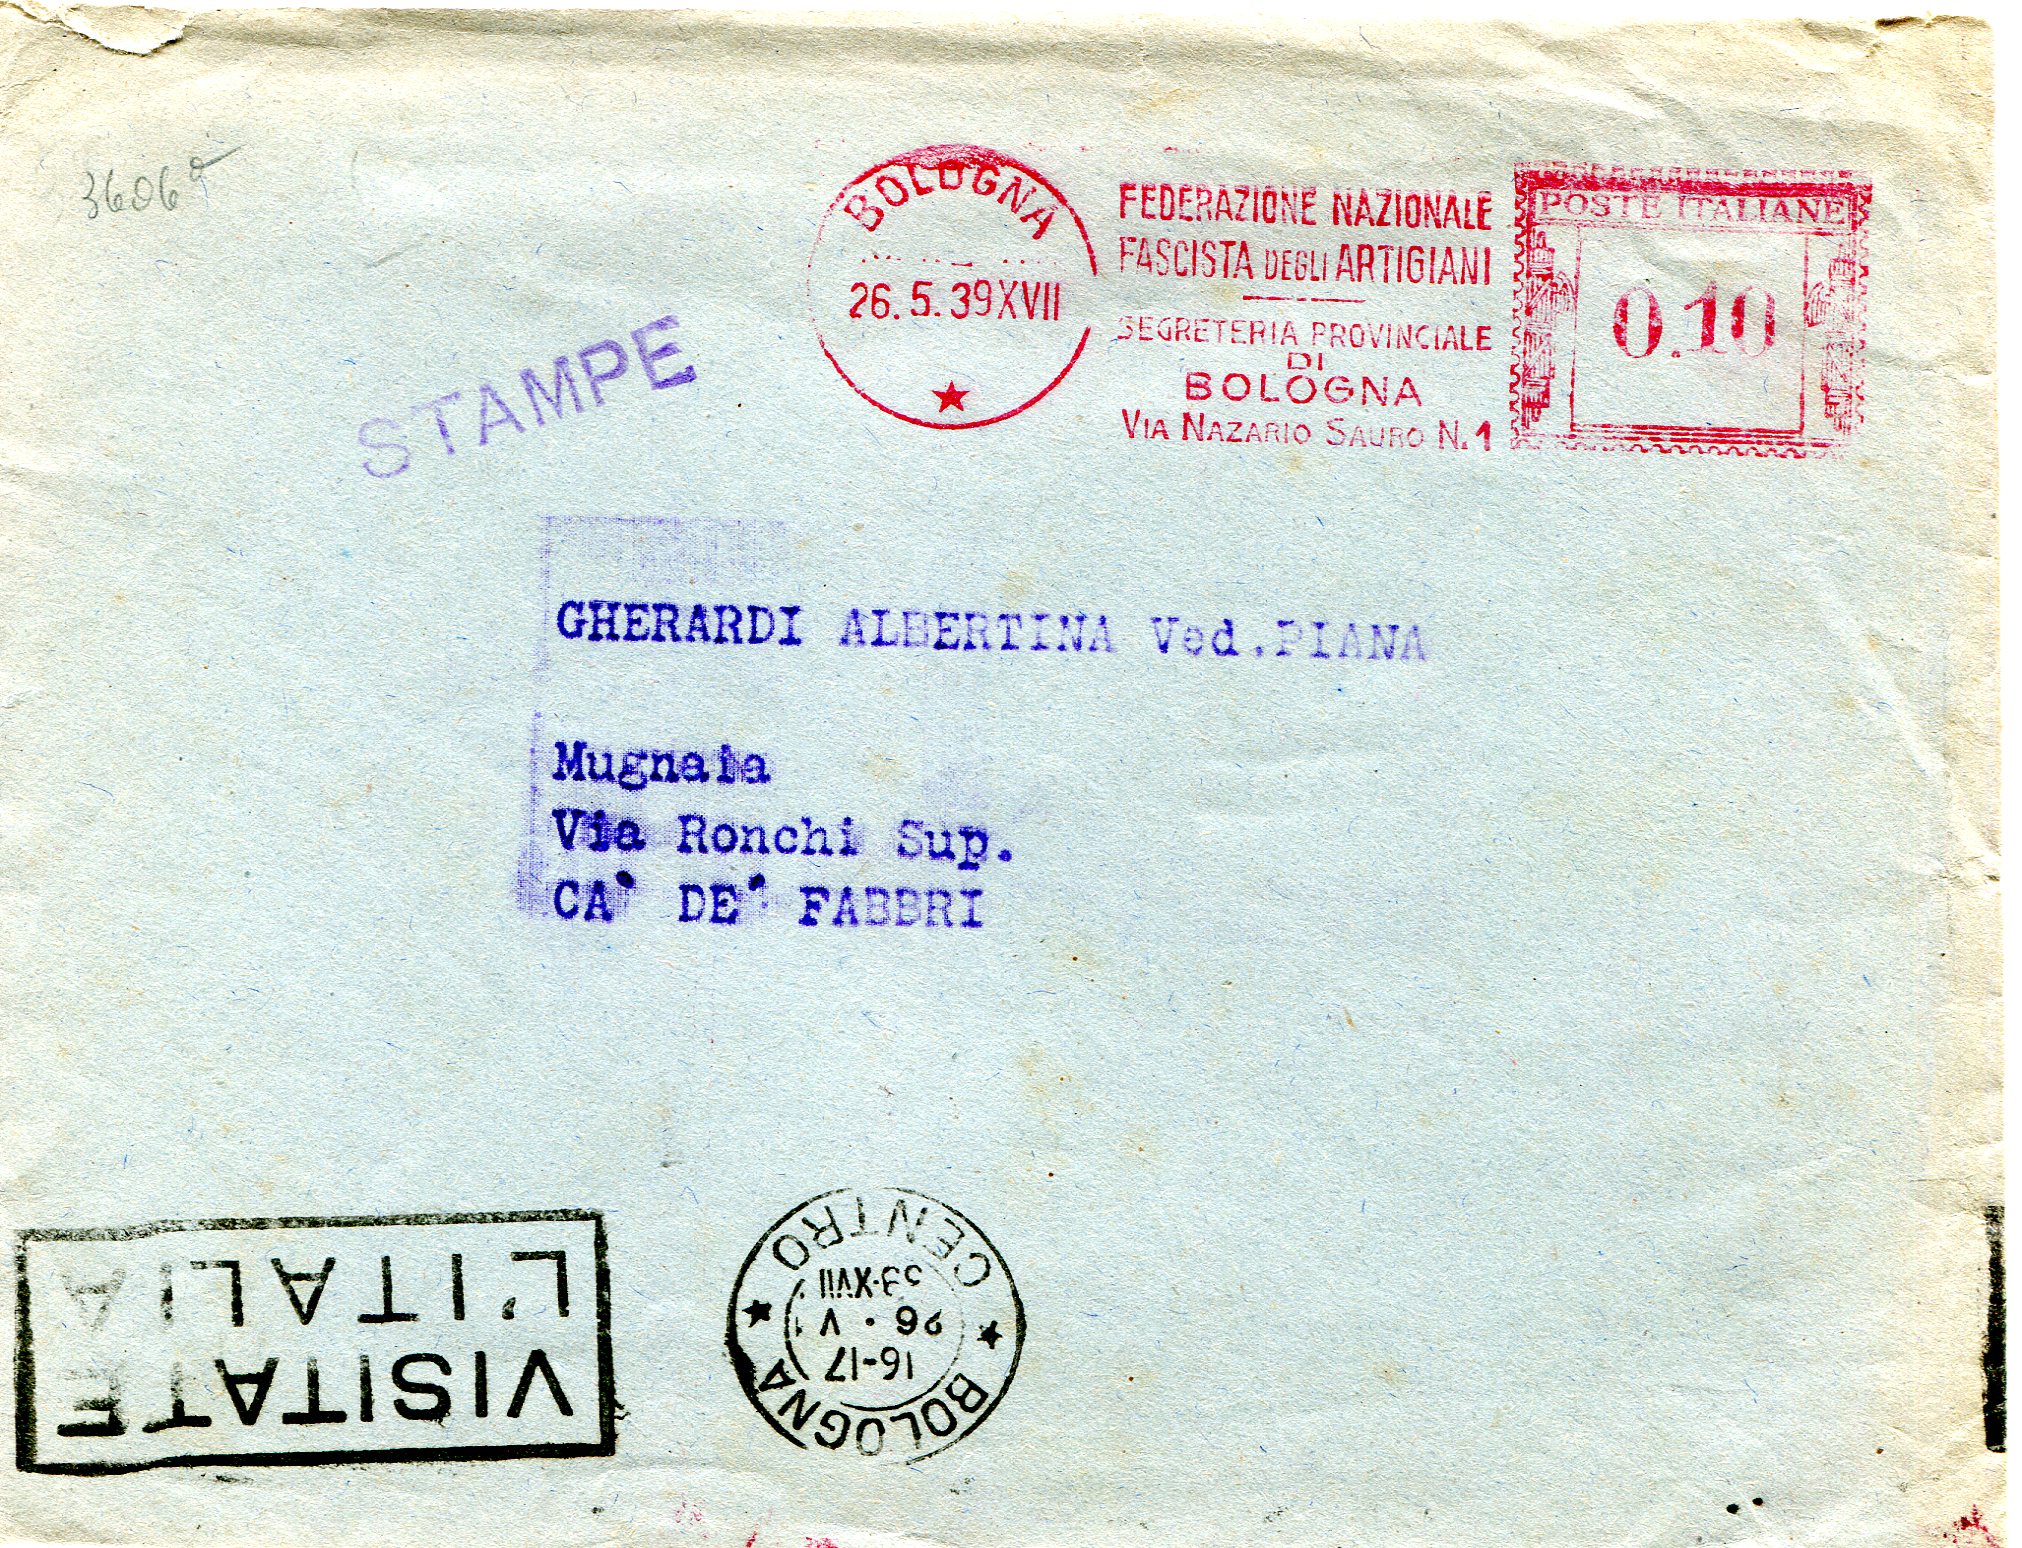 3606
BOLOGNA
26.5.39XVII
FEDERAZIONE NAZIONALE
FASCISTA DEGLI ARTIGIANI
SEGRETERIA PROVINCIALE
DI
BOLOGNA
VIA NAZARIO SAURO N.1
POSTE ITALIANE
0.10
STAMPE
GHERARDI ALBERTINA Ved.PIANA
Mugnaia
Via Ronchi Sup.
CA' DE' FABBRI
VISITATE
L'ITALIA
BOLOGNA
16-17
26·V
39·XVII
CENTRO